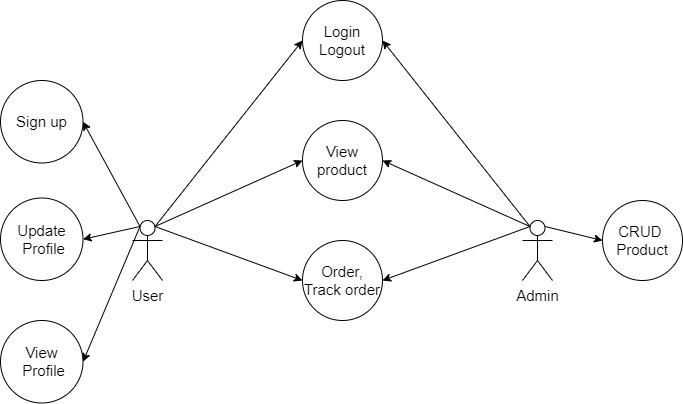 Login
Logout
Sign up
View
product
Update
Profile
CRUD
Product
Order,
Track order
User
Admin
View
Profile